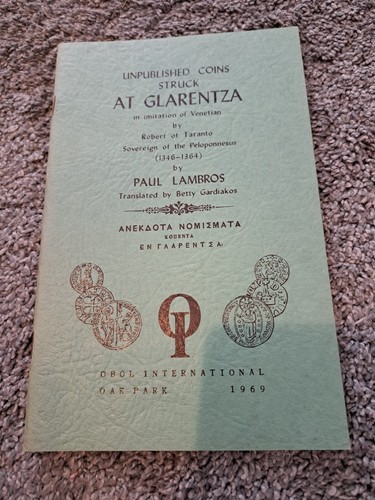 UNPUBLISHED COINS
STRUCK
AT GLARENTZA
in imitation of Venetian
by
Robert of Taranto
Sovereign of the Peloponnesus
(1346-1364)
by
PAUL LAMBROS
Translated by Betty Gardiakos
ΑΝΕΚΔΟΤΑ ΝΟΜΙΣΜΑΤΑ
ΚΟΠΕΝΤΑ
ΕΝ ΓΛΑΡΕΝΤΣΑ
OI
OBOL INTERNATIONAL
OAK PARK 1969